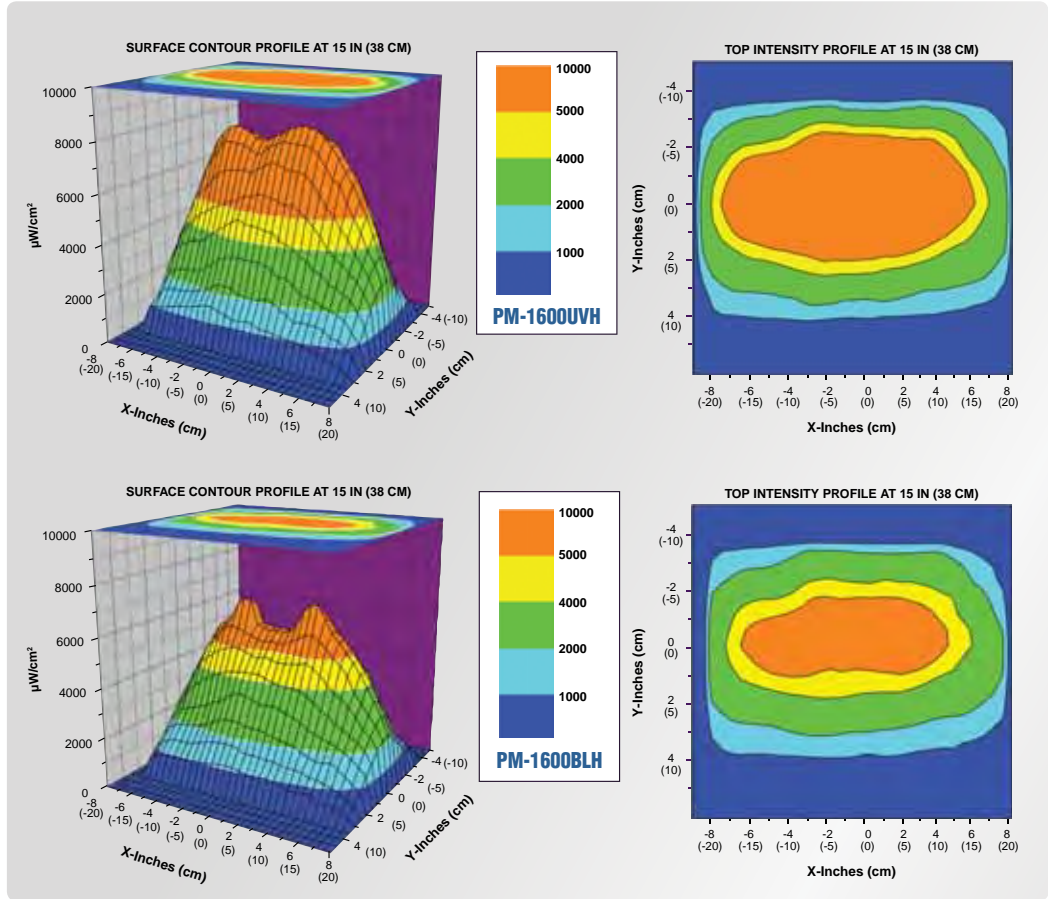 SURFACE CONTOUR PROFILE AT 15 IN (38 CM)
10000
8000
6000
4000
2000
0
µW/cm²
-8 -6 -4 -2 0 2 4 6 8
(-20) (-15) (-10) (-5) (0) (5) (10) (15) (20)
X-Inches (cm)
-4 (-10)
-2 (-5)
0 (0)
2 (5)
4 (10)
Y-Inches (cm)
10000
5000
4000
2000
1000
PM-1600UVH
TOP INTENSITY PROFILE AT 15 IN (38 CM)
-4
(-10)
-2
(-5)
0
(0)
2
(5)
4
(10)
Y-Inches (cm)
-8 -6 -4 -2 0 2 4 6 8
(-20) (-15) (-10) (-5) (0) (5) (10) (15) (20)
X-Inches (cm)
SURFACE CONTOUR PROFILE AT 15 IN (38 CM)
10000
8000
6000
4000
2000
0
µW/cm²
-8 -6 -4 -2 0 2 4 6 8
(-20) (-15) (-10) (-5) (0) (5) (10) (15) (20)
X-Inches (cm)
-4 (-10)
-2 (-5)
0 (0)
2 (5)
4 (10)
Y-Inches (cm)
10000
5000
4000
2000
1000
PM-1600BLH
TOP INTENSITY PROFILE AT 15 IN (38 CM)
-4
(-10)
-2
(-5)
0
(0)
2
(5)
4
(10)
Y-Inches (cm)
-8 -6 -4 -2 0 2 4 6 8
(-20) (-15) (-10) (-5) (0) (5) (10) (15) (20)
X-Inches (cm)